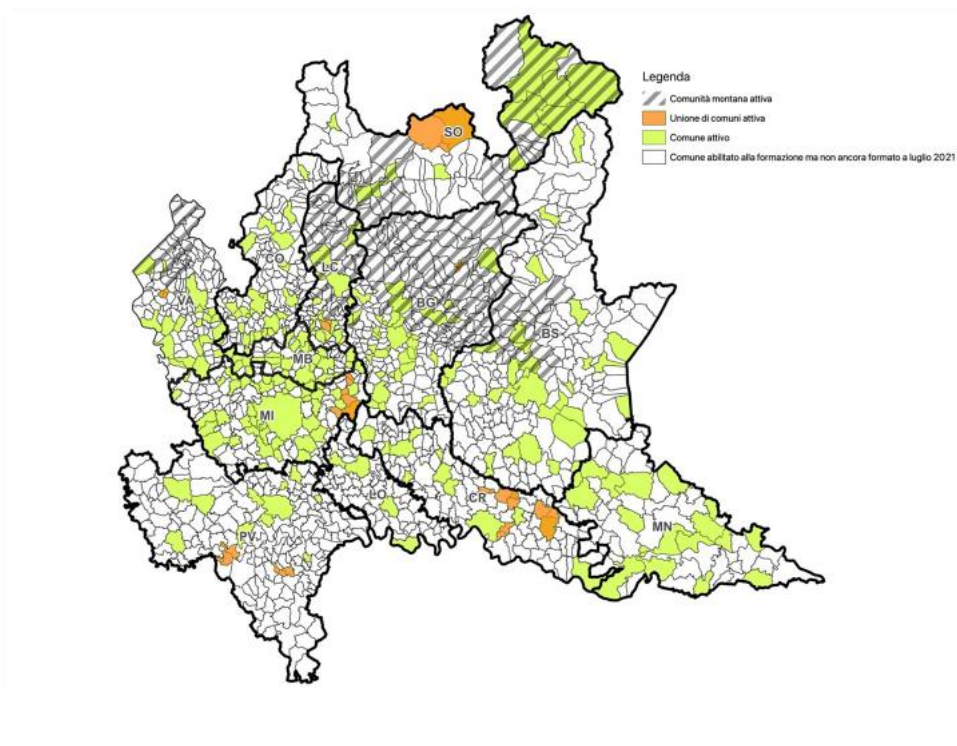 Legenda
Comunità montana attiva
Unione di comuni attiva
Comune attivo
Comune abilitato alla formazione ma non ancora formato a luglio 2021
SO
CO
LC
VA
BG
BS
MB
MI
LO
CR
PV
MN